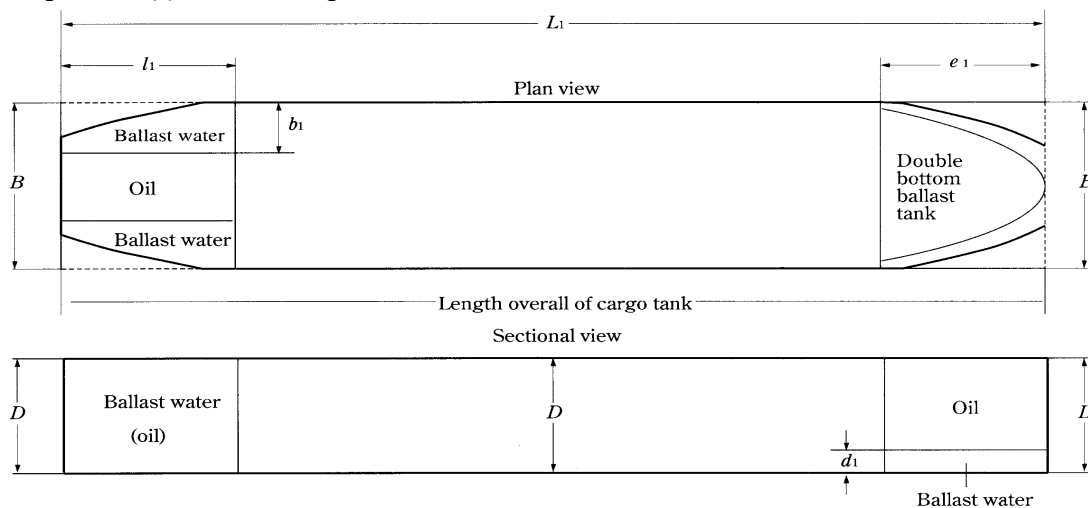 L1
l1
e1
Plan view
b1
Ballast water
B
Oil
Ballast water
Double
bottom
ballast
tank
Length overall of cargo tank
Sectional view
D
Ballast water
(oil)
D
Oil
d1
Ballast water